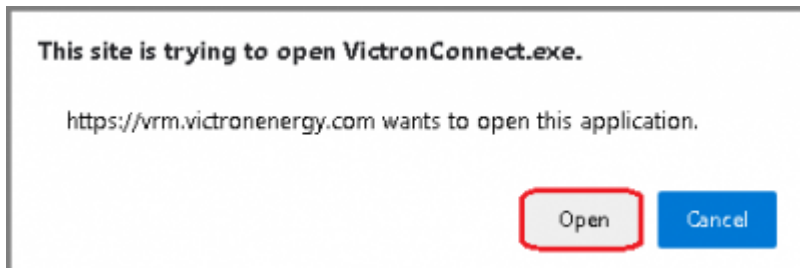 This site is trying to open VictronConnect.exe.
https://vrm.victronenergy.com wants to open this application.
Open Cancel